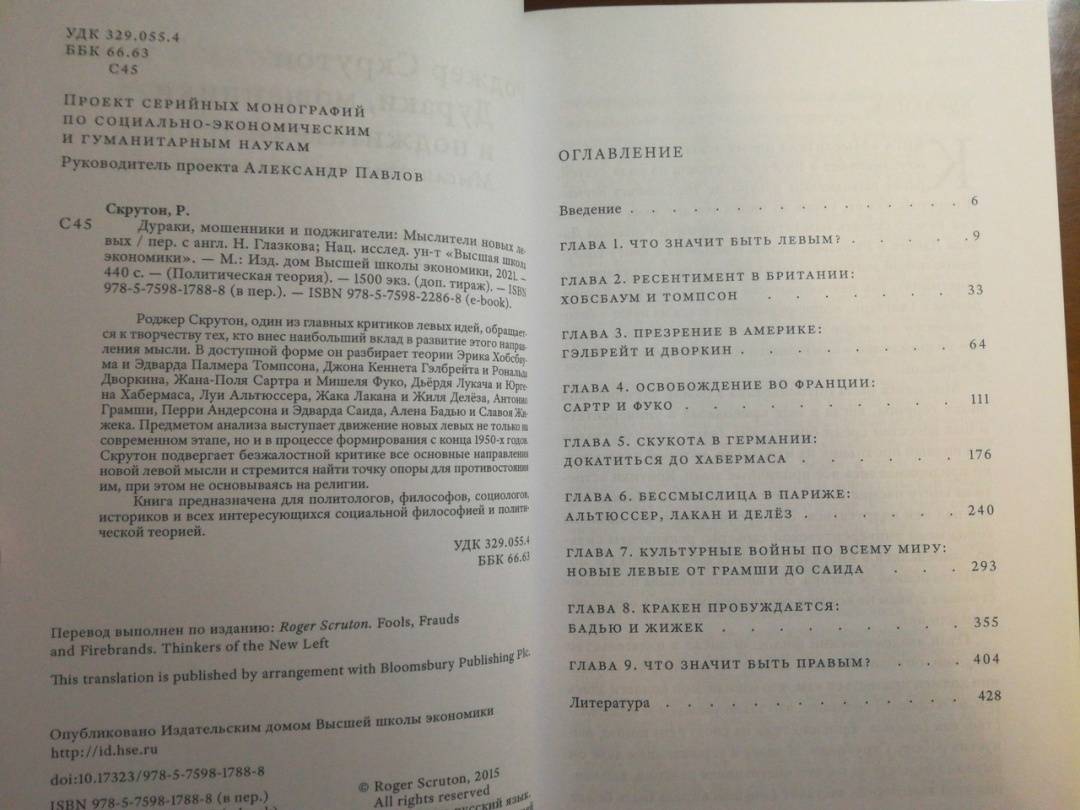 УДК 329.055.4
ББК 66.63
С45
Проект серийных монографий
по социально-экономическим
и гуманитарным наукам
Руководитель проекта Александр Павлов
Скрутон, Р.
С45 Дураки, мошенники и поджигатели: Мыслители новых ле-
вых / пер. с англ. Н. Глазкова; Нац. исслед. ун-т «Высшая школа
экономики». — М.: Изд. дом Высшей школы экономики, 2021. —
440 с. — (Политическая теория). — 1500 экз. (доп. тираж). — ISBN
978-5-7598-1788-8 (в пер.). — ISBN 978-5-7598-2286-8 (e-book).
Роджер Скрутон, один из главных критиков левых идей, обращает-
ся к творчеству тех, кто внес наибольший вклад в развитие этого направ-
ления мысли. В доступной форме он разбирает теории Эрика Хобсбау-
ма и Эдварда Палмера Томпсона, Джона Кеннета Гэлбрейта и Рональда
Дворкина, Жана-Поля Сартра и Мишеля Фуко, Дьёрдя Лукача и Юрге-
на Хабермаса, Луи Альтюссера, Жака Лакана и Жиля Делёза, Антонио
Грамши, Перри Андерсона и Эдварда Саида, Алена Бадью и Славоя Жи-
жека. Предметом анализа выступает движение новых левых не только на
современном этапе, но и в процессе формирования с конца 1950-х годов.
Скрутон подвергает безжалостной критике все основные направления
новой левой мысли и стремится найти точку опоры для противостояния
им, при этом не основываясь на религии.
Книга предназначена для политологов, философов, социологов,
историков и всех интересующихся социальной философией и полити-
ческой теорией.
УДК 329.055.4
ББК 66.63
Перевод выполнен по изданию: Roger Scruton. Fools, Frauds
and Firebrands. Thinkers of the New Left
This translation is published by arrangement with Bloomsbury Publishing Plc.
Опубликовано Издательским домом Высшей школы экономики
http://id.hse.ru
doi:10.17323/978-5-7598-1788-8
© Roger Scruton, 2015
ISBN 978-5-7598-1788-8 (в пер.)
All rights reserved
русский язык.
ОГЛАВЛЕНИЕ
Введение . . . . . . . . . . . . . . . . 6
ГЛАВА 1. ЧТО ЗНАЧИТ БЫТЬ ЛЕВЫМ? . . . . . 9
ГЛАВА 2. РЕСЕНТИМЕНТ В БРИТАНИИ:
ХОБСБАУМ И ТОМПСОН . . . . . . . 33
ГЛАВА 3. ПРЕЗРЕНИЕ В АМЕРИКЕ:
ГЭЛБРЕЙТ И ДВОРКИН . . . . . . . . 64
ГЛАВА 4. ОСВОБОЖДЕНИЕ ВО ФРАНЦИИ:
САРТР И ФУКО . . . . . . . . . . . 111
ГЛАВА 5. СКУКОТА В ГЕРМАНИИ:
ДОКАТИТЬСЯ ДО ХАБЕРМАСА . . . . . . 176
ГЛАВА 6. БЕССМЫСЛИЦА В ПАРИЖЕ:
АЛЬТЮССЕР, ЛАКАН И ДЕЛЁЗ . . . . . . 240
ГЛАВА 7. КУЛЬТУРНЫЕ ВОЙНЫ ПО ВСЕМУ МИРУ:
НОВЫЕ ЛЕВЫЕ ОТ ГРАМШИ ДО САИДА . . . 293
ГЛАВА 8. КРАКЕН ПРОБУЖДАЕТСЯ:
БАДЬЮ И ЖИЖЕК . . . . . . . . . . 355
ГЛАВА 9. ЧТО ЗНАЧИТ БЫТЬ ПРАВЫМ? . . . 404
Литература . . . . . . . . . . . . . . 428